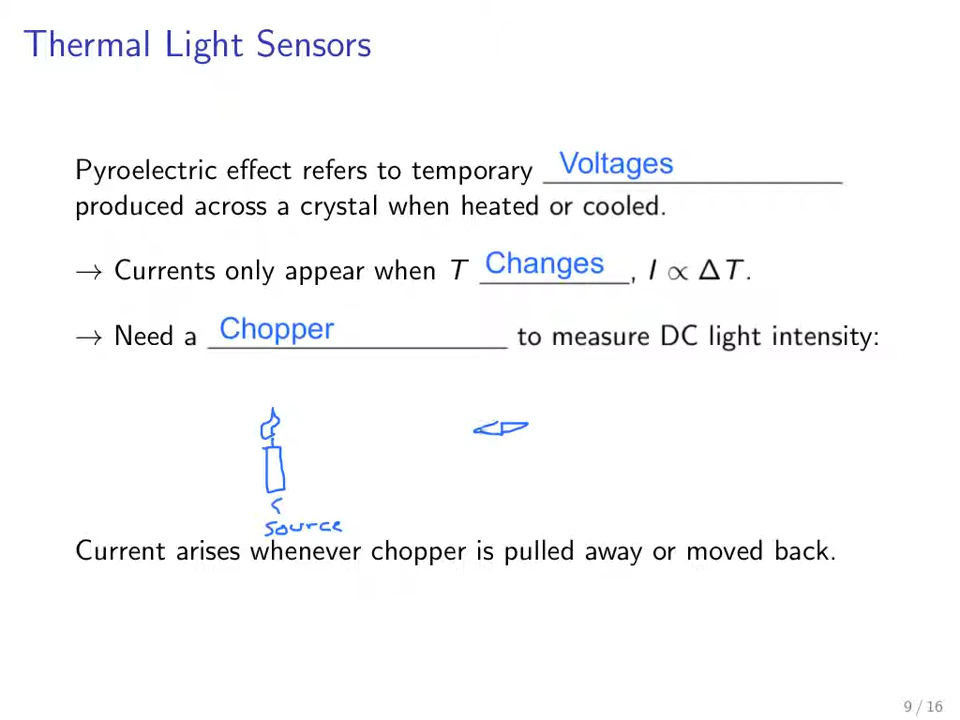 Thermal Light Sensors
Pyroelectric effect refers to temporary Voltages
produced across a crystal when heated or cooled.
→ Currents only appear when T Changes, I ∝ ΔT.
→ Need a Chopper to measure DC light intensity:
Source
Current arises whenever chopper is pulled away or moved back.
9 / 16